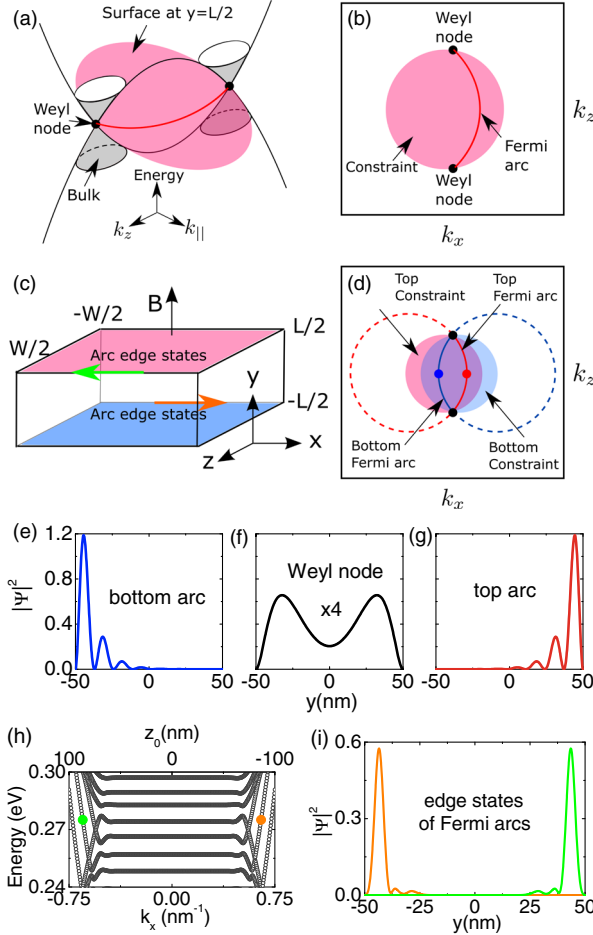 (a)
Surface at y=L/2
Weyl
node
Bulk
Energy
k_z
k_||
(b)
Weyl
node
Constraint
Fermi
arc
Weyl
node
k_z
k_x
(c)
-W/2
B
L/2
W/2
Arc edge states
Arc edge states
y
-L/2
x
z
(d)
Top
Constraint
Top
Fermi arc
k_z
Bottom
Fermi arc
Bottom
Constraint
k_x
(e)
1.2
0.8
0.4
0.0
|Ψ|²
bottom arc
-50 0 50
(f)
Weyl node
x4
-50 0 50
y(nm)
(g)
top arc
-50 0 50
(h)
z₀(nm)
100 0 -100
0.30
0.27
0.24
Energy (eV)
-0.75 0.00 0.75
k_x (nm⁻¹)
(i)
0.6
0.3
0.0
|Ψ|²
edge states
of Fermi arcs
-50 -25 0 25 50
y(nm)